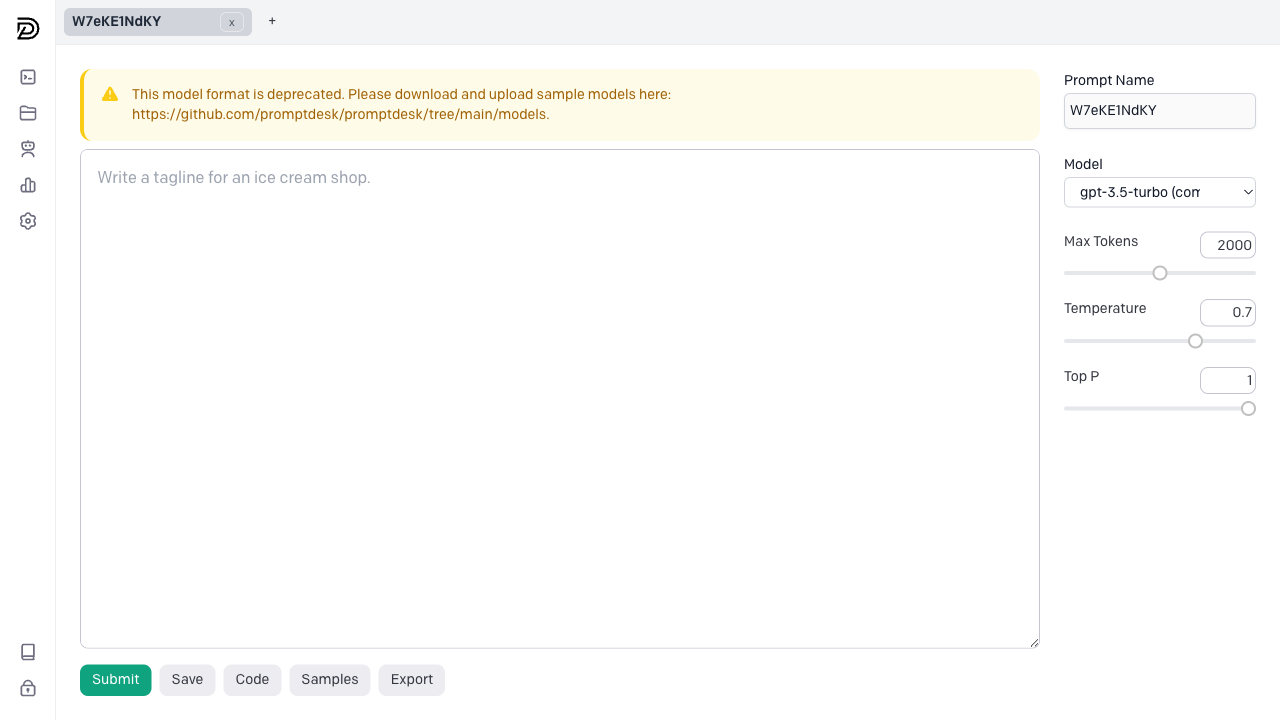 W7eKE1NdKY
x
+
This model format is deprecated. Please download and upload sample models here:
https://github.com/promptdesk/promptdesk/tree/main/models.
Write a tagline for an ice cream shop.
Submit
Save
Code
Samples
Export
Prompt Name
W7eKE1NdKY
Model
gpt-3.5-turbo (com
Max Tokens
2000
Temperature
0.7
Top P
1